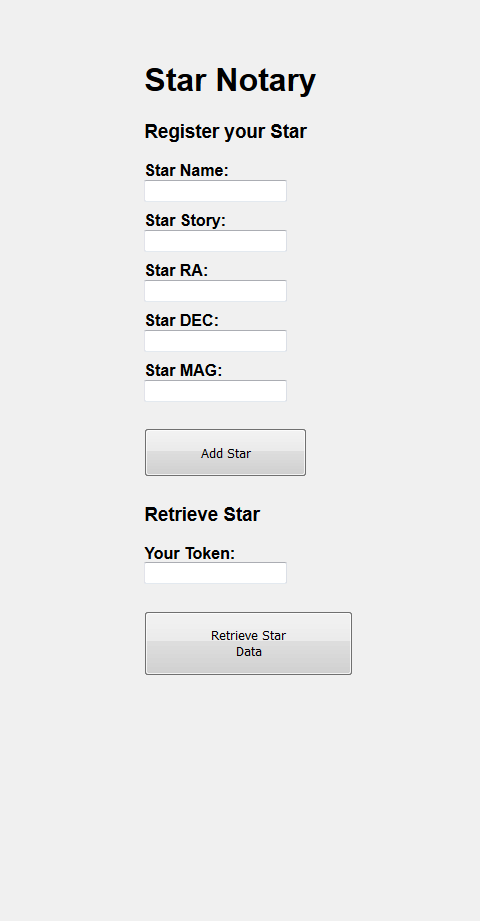 Star Notary
Register your Star
Star Name:
Star Story:
Star RA:
Star DEC:
Star MAG:
Add Star
Retrieve Star
Your Token:
Retrieve Star
Data